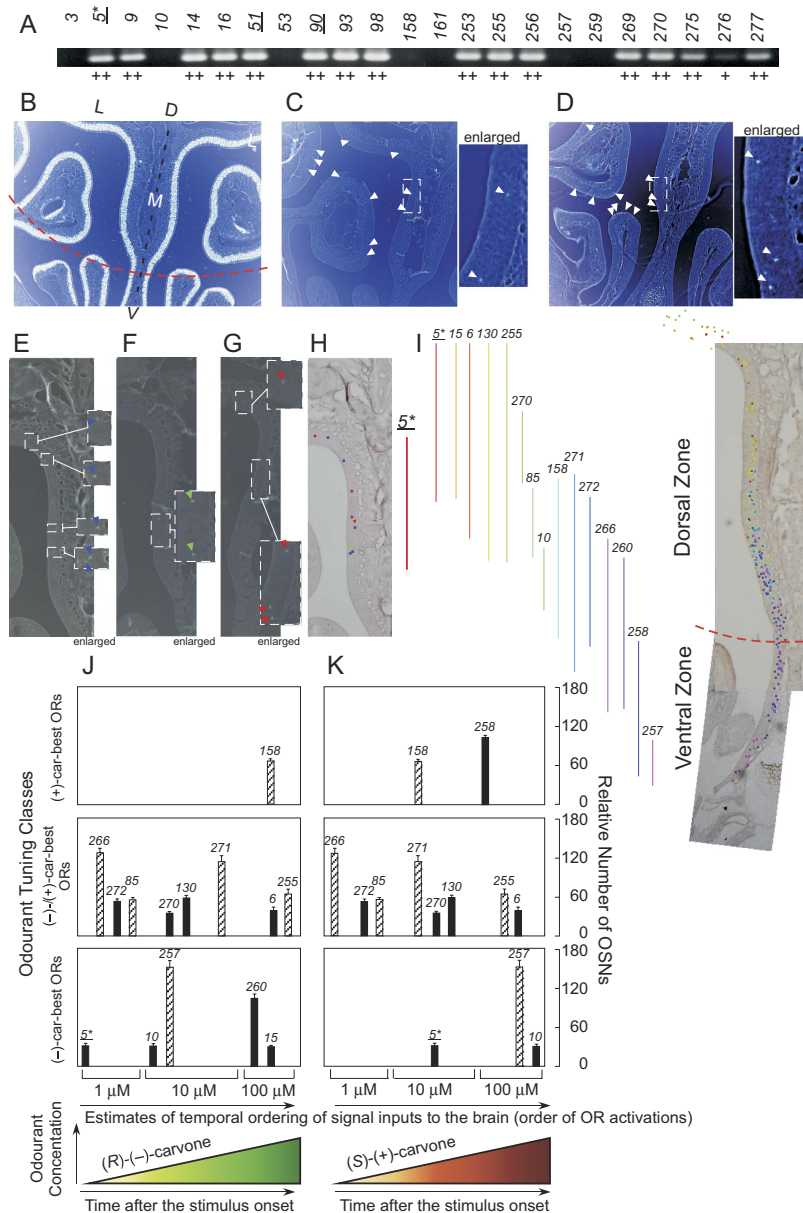 A
3 5* 9 10 14 16 51 53 90 93 98 158 161 253 255 256 257 259 269 270 275 276 277
++ ++ ++ ++ ++ ++ ++ ++ ++ ++ ++ ++ ++ ++ + ++
B
L
D
M
V
C
enlarged
D
enlarged
E
enlarged
F
G
enlarged
H
5*
I
5* 15 6 130 255
270
85
10
158
271
272
266
260
258
257
Dorsal Zone
Ventral Zone
J
K
Odourant Tuning Classes
(+)-car-best ORs
158
158
258
180
120
60
0
(–)-/(+)-car-best ORs
266
272
85
270
130
271
6
255
266
272
85
271
270
130
255
6
180
120
60
0
(–)-car-best ORs
5*
10
257
260
15
5*
257
10
180
120
60
0
Relative Number of OSNs
1 µM 10 µM 100 µM
1 µM 10 µM 100 µM
Estimates of temporal ordering of signal inputs to the brain (order of OR activations)
Odourant Concentation
(R)-(–)-carvone
(S)-(+)-carvone
Time after the stimulus onset
Time after the stimulus onset